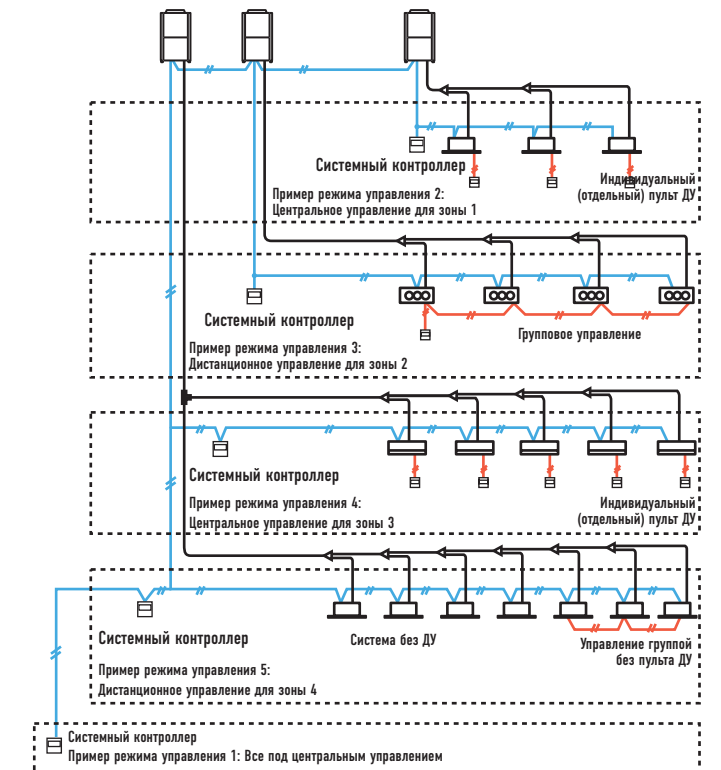 Системный контроллер
Индивидуальный
(отдельный) пульт ДУ
Пример режима управления 2:
Центральное управление для зоны 1
Системный контроллер
Групповое управление
Пример режима управления 3:
Дистанционное управление для зоны 2
Системный контроллер
Пример режима управления 4:
Центральное управление для зоны 3
Индивидуальный
(отдельный) пульт ДУ
Системный контроллер
Система без ДУ
Управление группой
без пульта ДУ
Пример режима управления 5:
Дистанционное управление для зоны 4
Системный контроллер
Пример режима управления 1: Все под центральным управлением